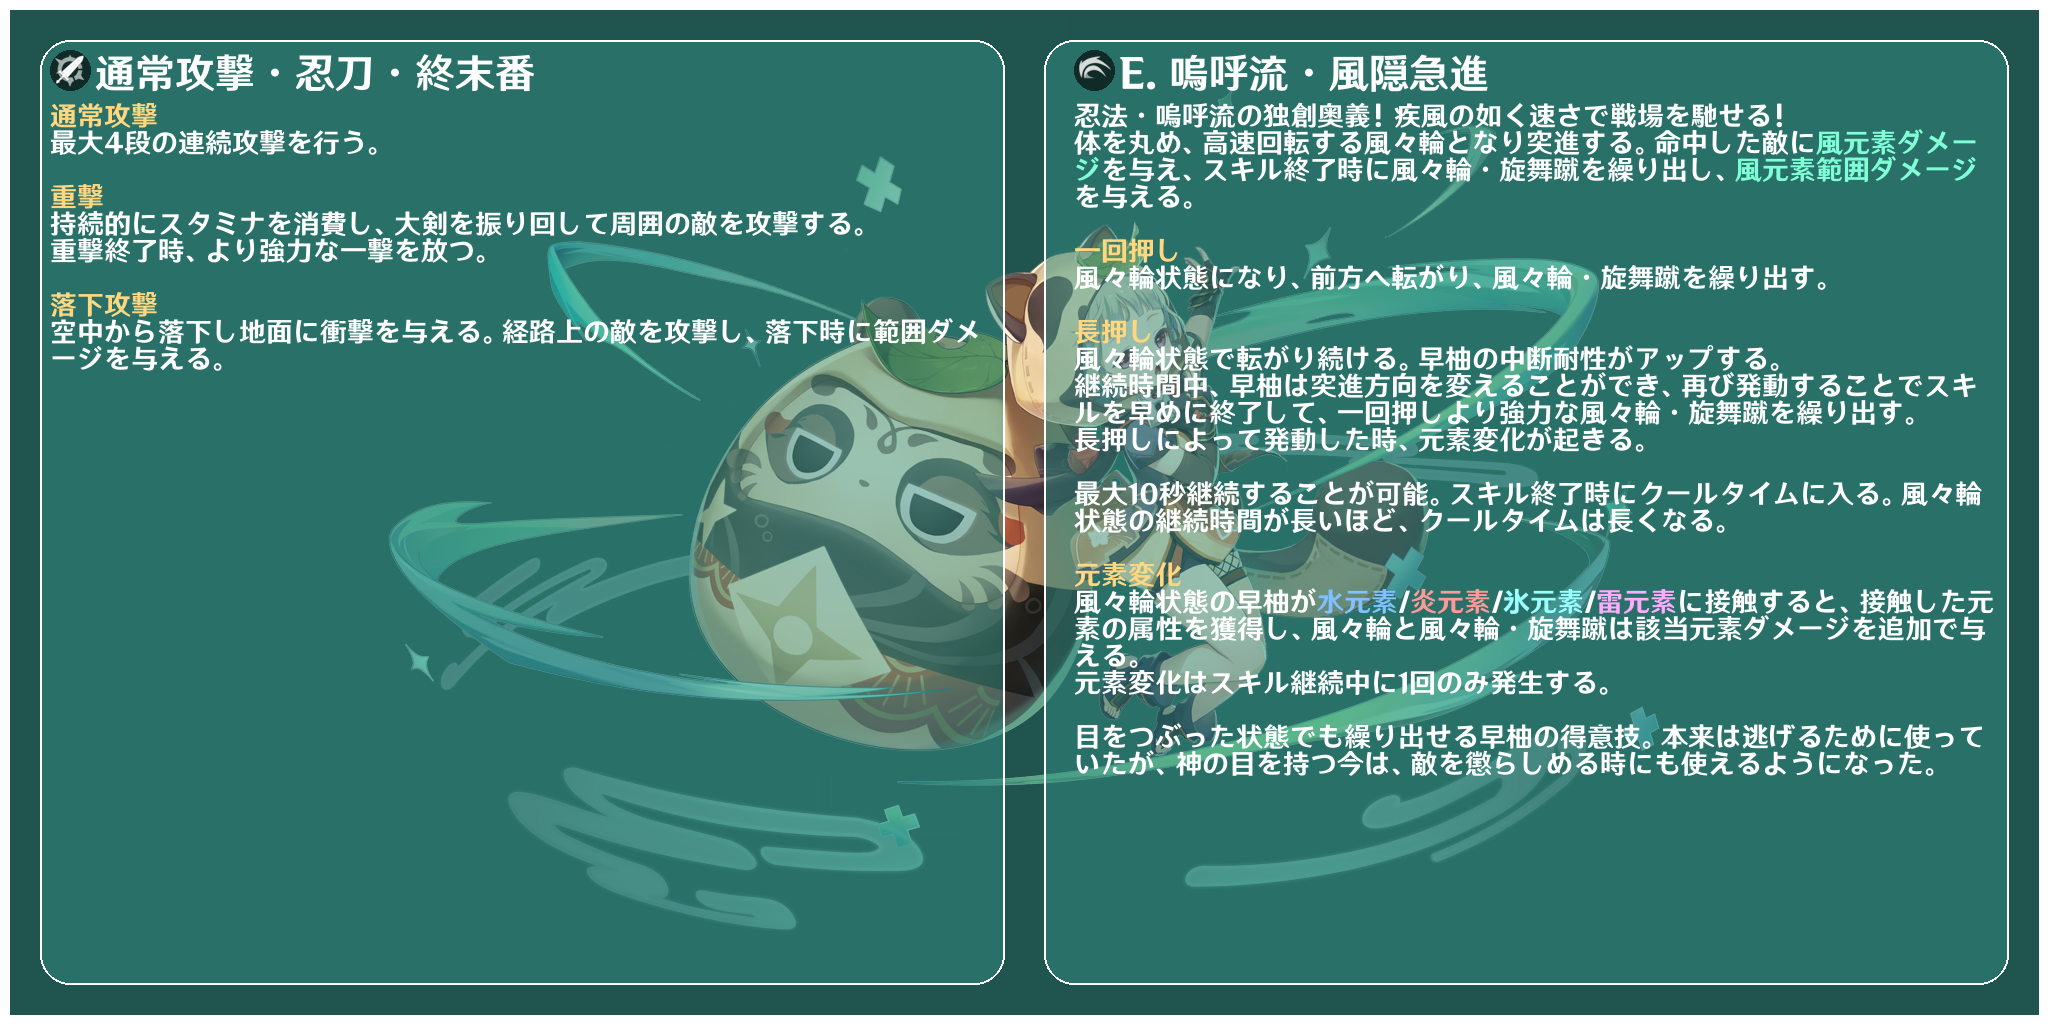 通常攻撃・忍刀・終末番
通常攻撃
最大4段の連続攻撃を行う。
重撃
持続的にスタミナを消費し、大剣を振り回して周囲の敵を攻撃する。
重撃終了時、より強力な一撃を放つ。
落下攻撃
空中から落下し地面に衝撃を与える。経路上の敵を攻撃し、落下時に範囲ダメ
ージを与える。
E. 嗚呼流・風隠急進
忍法・嗚呼流の独創奥義！疾風の如く速さで戦場を馳せる！
体を丸め、高速回転する風々輪となり突進する。命中した敵に風元素ダメー
ジを与え、スキル終了時に風々輪・旋舞蹴を繰り出し、風元素範囲ダメージ
を与える。
一回押し
風々輪状態になり、前方へ転がり、風々輪・旋舞蹴を繰り出す。
長押し
風々輪状態で転がり続ける。早柚の中断耐性がアップする。
継続時間中、早柚は突進方向を変えることができ、再び発動することでスキ
ルを早めに終了して、一回押しより強力な風々輪・旋舞蹴を繰り出す。
長押しによって発動した時、元素変化が起きる。
最大10秒継続することが可能。スキル終了時にクールタイムに入る。風々輪
状態の継続時間が長いほど、クールタイムは長くなる。
元素変化
風々輪状態の早柚が水元素/炎元素/氷元素/雷元素に接触すると、接触した元
素の属性を獲得し、風々輪と風々輪・旋舞蹴は該当元素ダメージを追加で与
える。
元素変化はスキル継続中に1回のみ発生する。
目をつぶった状態でも繰り出せる早柚の得意技。本来は逃げるために使って
いたが、神の目を持つ今は、敵を懲らしめる時にも使えるようになった。